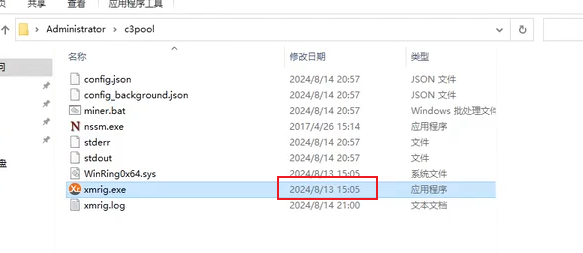 共享 查看 应用程序工具
Administrator › c3pool
名称 修改日期 类型
config.json 2024/8/14 20:57 JSON 文件
config_background.json 2024/8/14 20:57 JSON 文件
miner.bat 2024/8/14 20:57 Windows 批处理文件
nssm.exe 2017/4/26 15:14 应用程序
stderr 2024/8/14 20:57 文件
stdout 2024/8/14 20:57 文件
盘
WinRing0x64.sys 2024/8/13 15:05 系统文件
xmrig.exe 2024/8/13 15:05 应用程序
xmrig.log 2024/8/14 21:00 文本文档